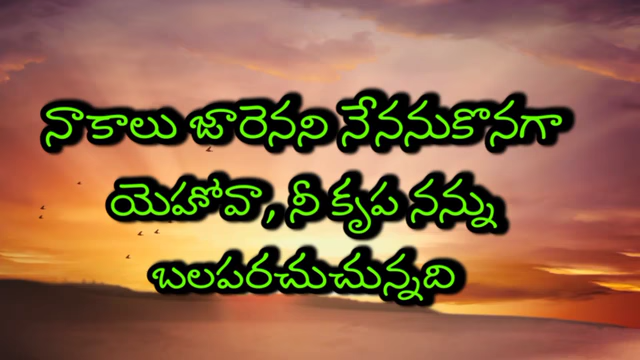 నాకాలు జారెనని నేననుకొనగా
యెహోవా, నీ కృప నన్ను
బలపరచుచున్నది